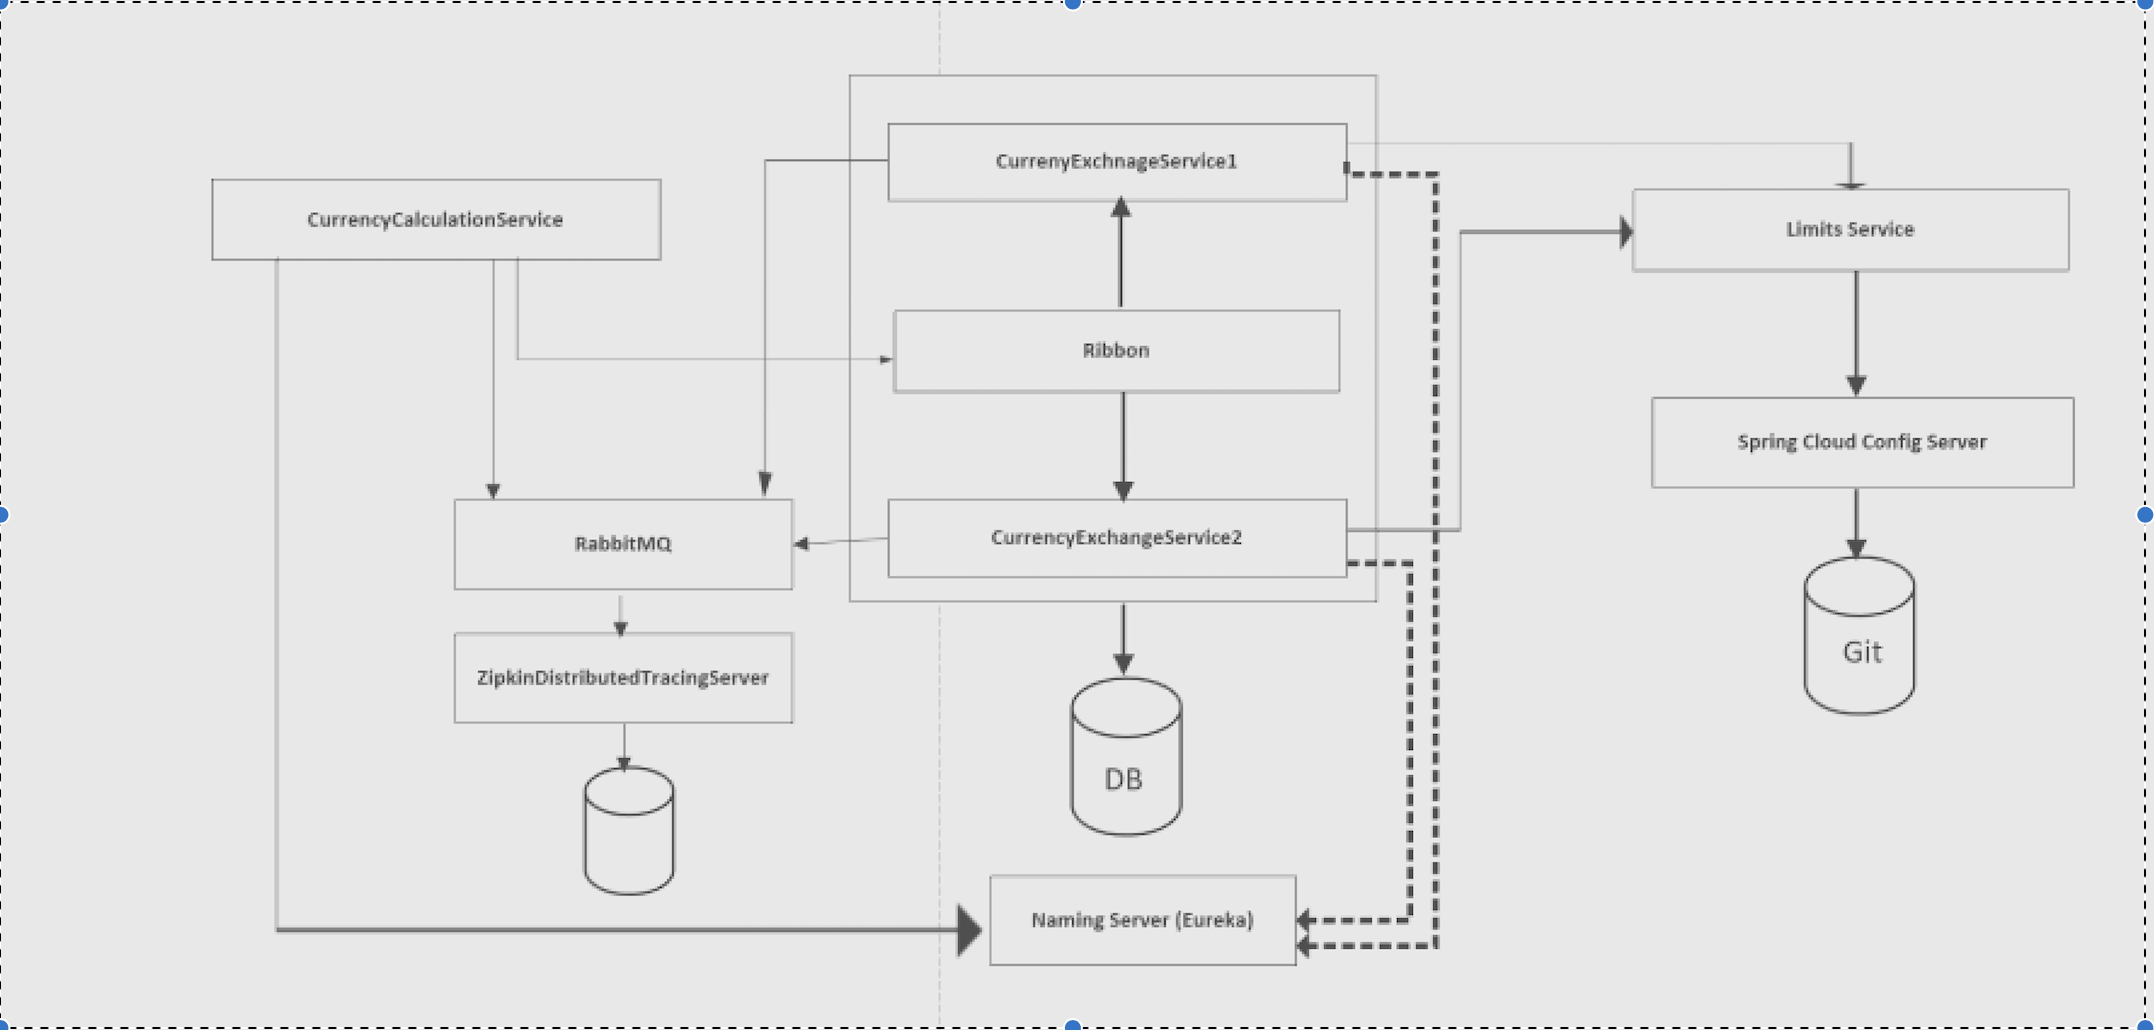 CurrenyExchnageService1
CurrencyCalculationService
Limits Service
Ribbon
Spring Cloud Config Server
CurrencyExchangeService2
RabbitMQ
Git
ZipkinDistributedTracingServer
DB
Naming Server (Eureka)